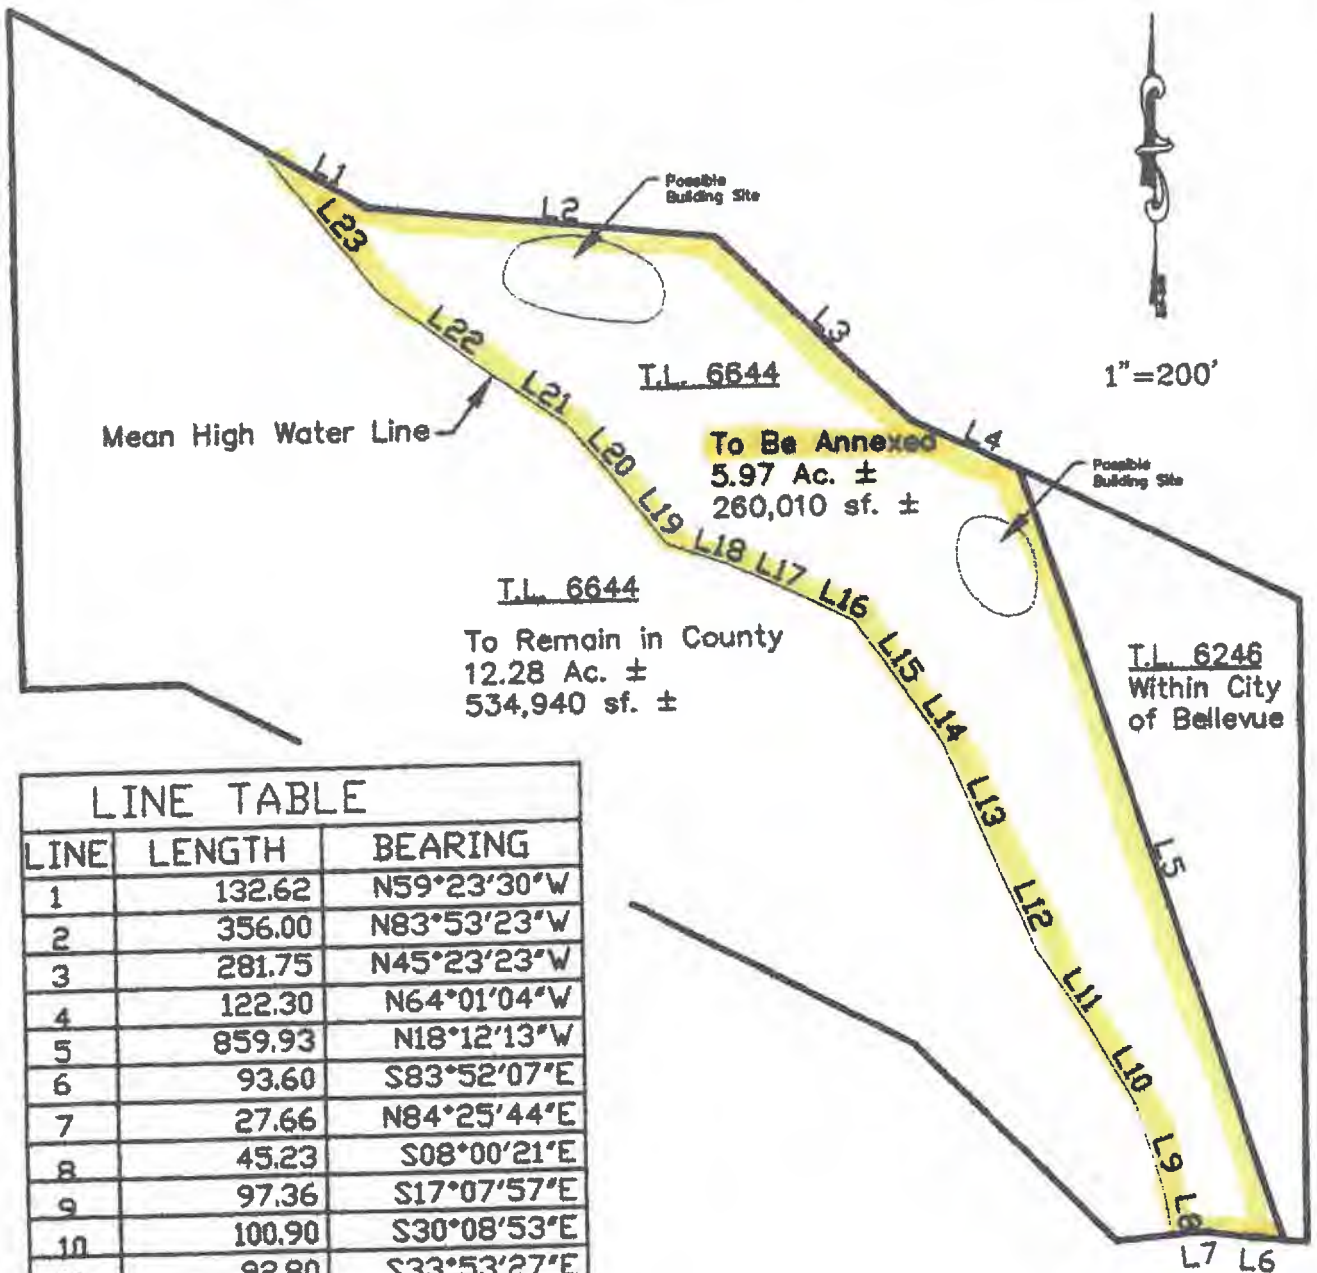 L1
L2
Possible
Building Site
L23
L3
L22
T.L. 6644
1"=200'
L21
Mean High Water Line
L4
To Be Annexed
5.97 Ac. ±
260,010 sf. ±
L20
Possible
Building Site
L19
L18
L17
L16
T.L. 6644
To Remain in County
12.28 Ac. ±
534,940 sf. ±
L15
T.L. 6246
Within City
of Bellevue
L14
L13
L5
L12
L11
L10
L9
L8
L7 L6
LINE TABLE
LINE LENGTH BEARING
1 132.62 N59°23'30"W
2 356.00 N83°53'23"W
3 281.75 N45°23'23"W
4 122.30 N64°01'04"W
5 859.93 N18°12'13"W
6 93.60 S83°52'07"E
7 27.66 N84°25'44"E
8 45.23 S08°00'21"E
9 97.36 S17°07'57"E
10 100.90 S30°08'53"E
92.80 S33°53'27"E